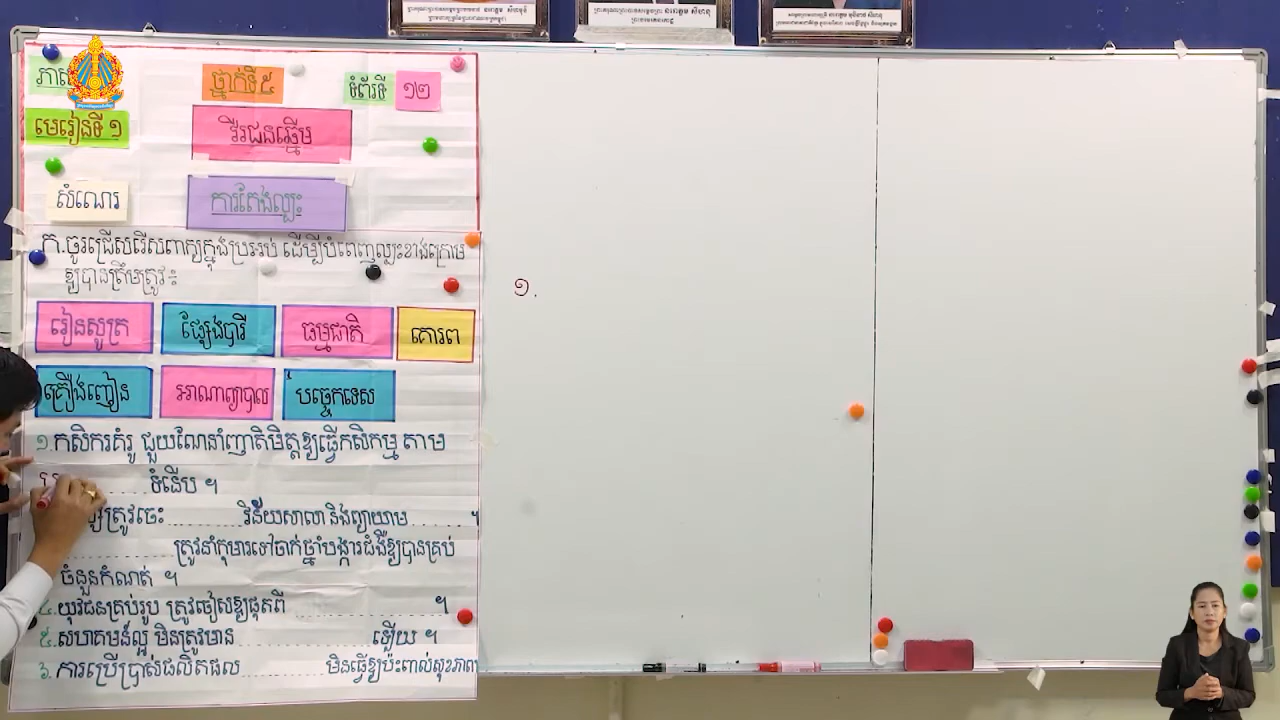 ថ្នាក់ទី៥
ទំព័រទី ១២
មេរៀនទី ១
វីរជនឆ្នើម
សំណេរ
ការតែងល្បះ
ក.ចូរជ្រើសរើសពាក្យក្នុងប្រអប់ ដើម្បីបំពេញល្បះខាងក្រោម
ឱ្យបានត្រឹមត្រូវ៖
រៀនសូត្រ ផ្សែងបារី ធម្មជាតិ គោរព
គ្រឿងញៀន អាណាព្យាបាល បច្ចេកទេស
១.កសិករគំរូ ជួយណែនាំញាតិមិត្តឱ្យធ្វើកសិកម្ម តាម
ទំនើប ។
ត្រូវចេះ ........... វិន័យសាលា និងព្យាយាម ....... ។
.............. ត្រូវនាំកុមារទៅចាក់ថ្នាំបង្ការជំងឺឱ្យបានគ្រប់
ចំនួនកំណត់ ។
៤.យុវជនគ្រប់រូប ត្រូវចៀសឱ្យផុតពី .................. ។
៥.សហគមន៍ល្អ មិនត្រូវមាន ................ ឡើយ ។
៦.ការប្រើប្រាស់ផលិតផល ............ មិនធ្វើឱ្យប៉ះពាល់សុខភាព
១.